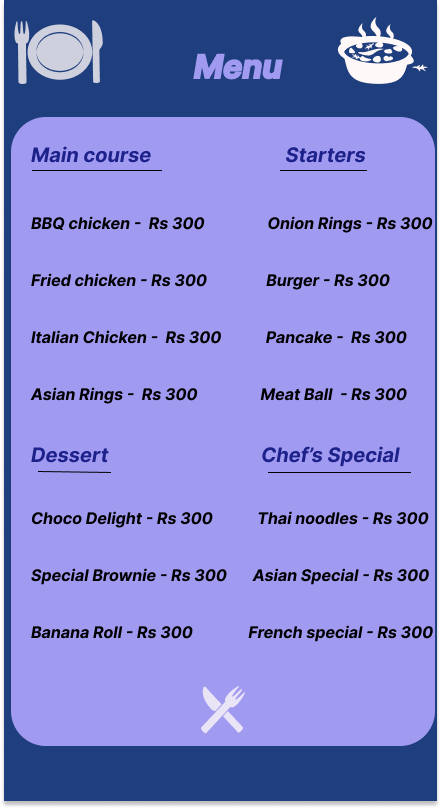 Menu
Main course
BBQ chicken - Rs 300
Fried chicken - Rs 300
Italian Chicken - Rs 300
Asian Rings - Rs 300
Starters
Onion Rings - Rs 300
Burger - Rs 300
Pancake - Rs 300
Meat Ball - Rs 300
Dessert
Choco Delight - Rs 300
Special Brownie - Rs 300
Banana Roll - Rs 300
Chef's Special
Thai noodles - Rs 300
Asian Special - Rs 300
French special - Rs 300